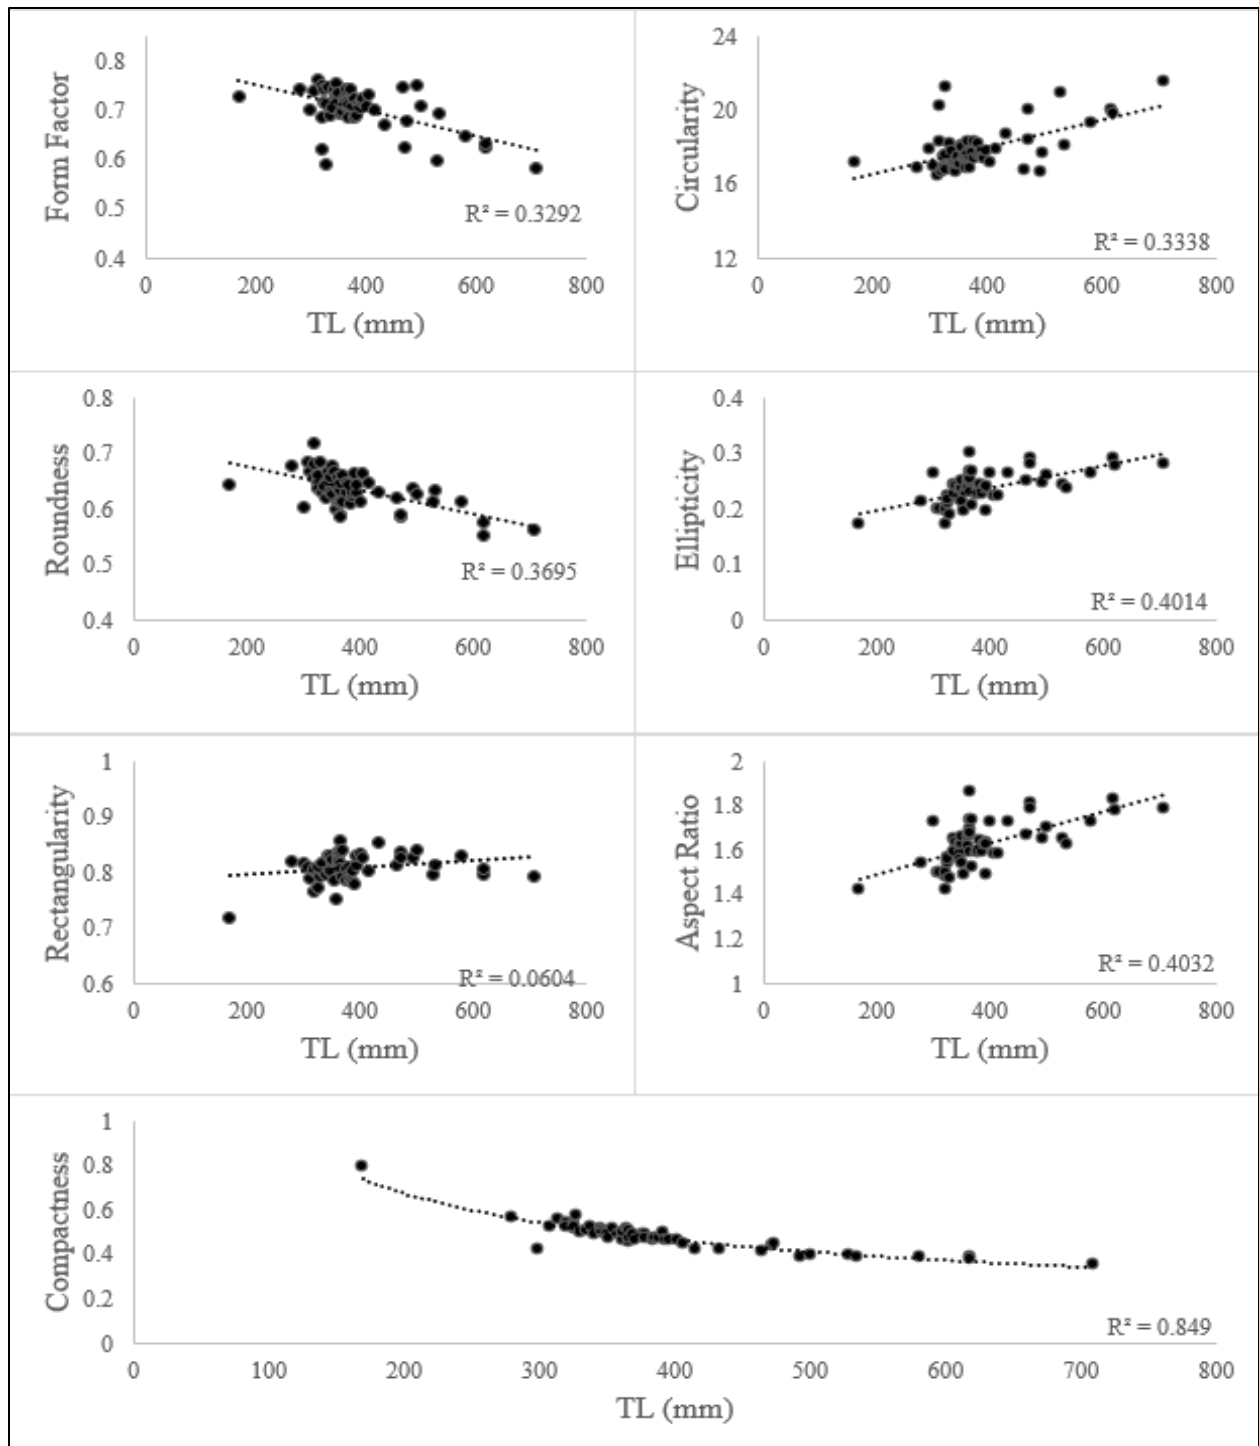 Form Factor
0.8
0.7
0.6
0.5
0.4
R² = 0.3292
0 200 400 600 800
TL (mm)
Circularity
24
20
16
12
R² = 0.3338
0 200 400 600 800
TL (mm)
Roundness
0.8
0.7
0.6
0.5
0.4
R² = 0.3695
0 200 400 600 800
TL (mm)
Ellipticity
0.4
0.3
0.2
0.1
0
R² = 0.4014
0 200 400 600 800
TL (mm)
Rectangularity
1
0.9
0.8
0.7
0.6
R² = 0.0604
0 200 400 600 800
TL (mm)
Aspect Ratio
2
1.8
1.6
1.4
1.2
1
R² = 0.4032
0 200 400 600 800
TL (mm)
Compactness
1
0.8
0.6
0.4
0.2
0
R² = 0.849
0 100 200 300 400 500 600 700 800
TL (mm)